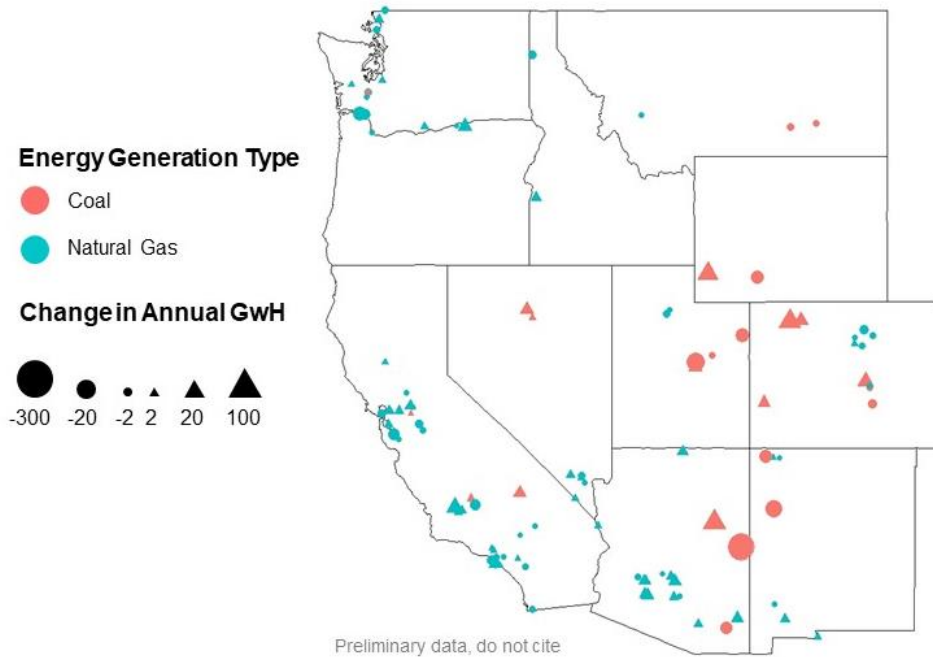 Energy Generation Type
Coal
Natural Gas
Change in Annual GwH
-300 -20 -2 2 20 100
Preliminary data, do not cite